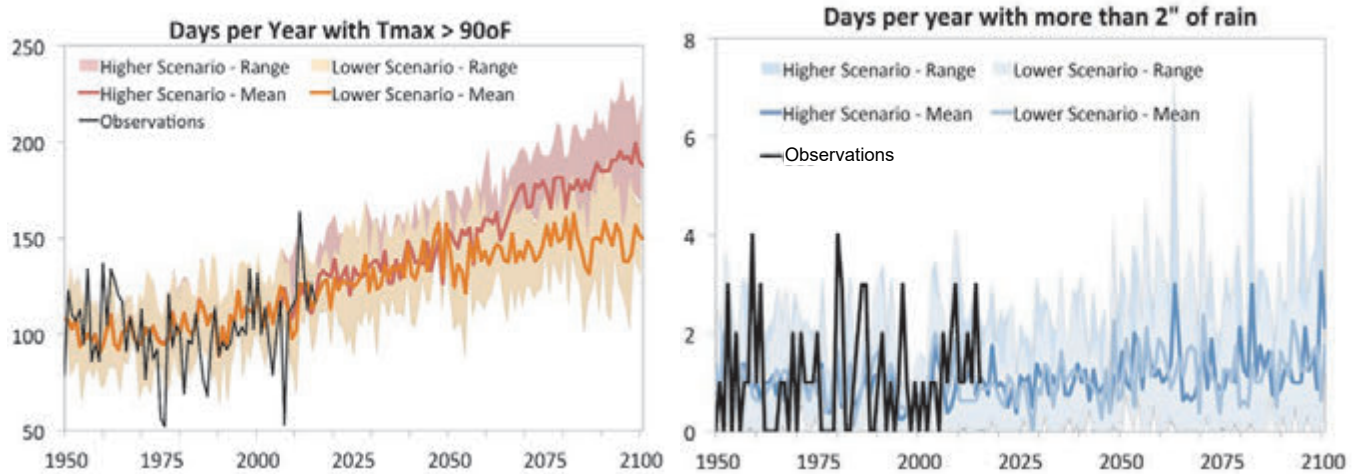 Days per Year with Tmax > 90oF
250
200
150
100
50
Higher Scenario - Range
Lower Scenario - Range
Higher Scenario - Mean
Lower Scenario - Mean
Observations
1950 1975 2000 2025 2050 2075 2100
Days per year with more than 2" of rain
8
6
4
2
0
Higher Scenario - Range
Lower Scenario - Range
Higher Scenario - Mean
Lower Scenario - Mean
Observations
1950 1975 2000 2025 2050 2075 2100